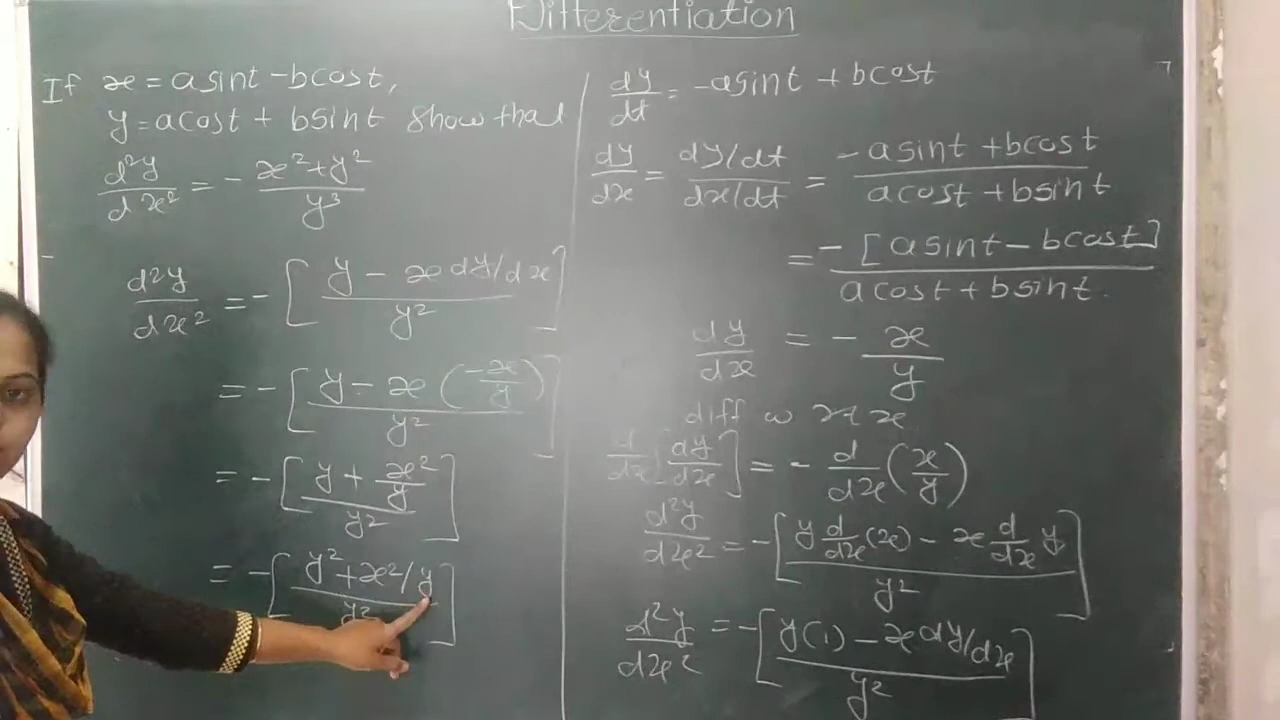 Differentiation
If x = asint - bcost,
y = acost + bsint show that
d²y/dx² = - x² + y² / y³
d²y/dx² = - [ y - x dy/dx / y² ]
= - [ y - x (-x/y) / y² ]
= - [ y + x²/y / y² ]
= - [ y² + x²/y / y² ]
dy/dt = -asint + bcost
dy/dx = dy/dt / dx/dt = -asint + bcost / acost + bsint
= - [asint - bcost] / acost + bsint.
dy/dx = - x/y
diff w r t x
d/dx [dy/dx] = - d/dx (x/y)
d²y/dx² = - [ y d/dx (x) - x d/dx y / y² ]
d²y/dx² = - [ y(1) - x dy/dx / y² ]